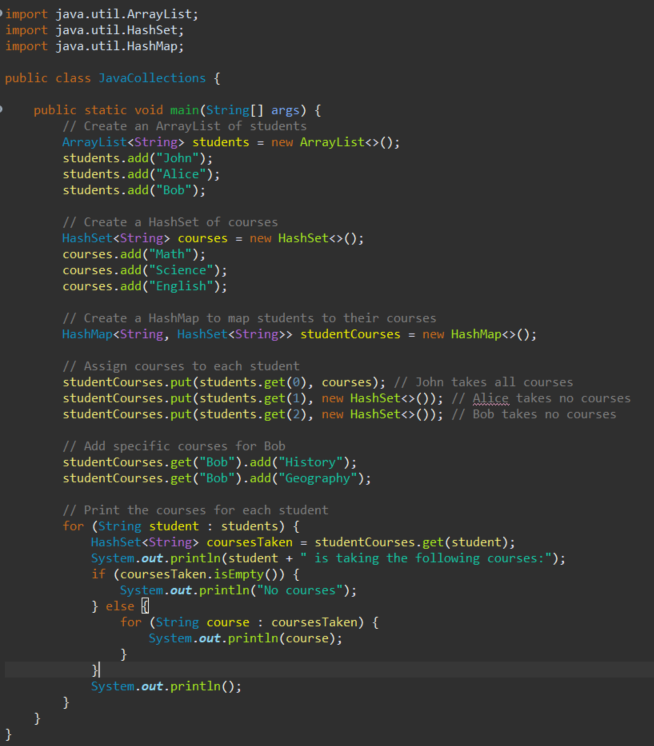 import java.util.ArrayList;
import java.util.HashSet;
import java.util.HashMap;

public class JavaCollections {

    public static void main(String[] args) {
        // Create an ArrayList of students
        ArrayList<String> students = new ArrayList<>();
        students.add("John");
        students.add("Alice");
        students.add("Bob");

        // Create a HashSet of courses
        HashSet<String> courses = new HashSet<>();
        courses.add("Math");
        courses.add("Science");
        courses.add("English");

        // Create a HashMap to map students to their courses
        HashMap<String, HashSet<String>> studentCourses = new HashMap<>();

        // Assign courses to each student
        studentCourses.put(students.get(0), courses); // John takes all courses
        studentCourses.put(students.get(1), new HashSet<>()); // Alice takes no courses
        studentCourses.put(students.get(2), new HashSet<>()); // Bob takes no courses

        // Add specific courses for Bob
        studentCourses.get("Bob").add("History");
        studentCourses.get("Bob").add("Geography");

        // Print the courses for each student
        for (String student : students) {
            HashSet<String> coursesTaken = studentCourses.get(student);
            System.out.println(student + " is taking the following courses:");
            if (coursesTaken.isEmpty()) {
                System.out.println("No courses");
            } else {
                for (String course : coursesTaken) {
                    System.out.println(course);
                }
            }
            System.out.println();
        }
    }
}